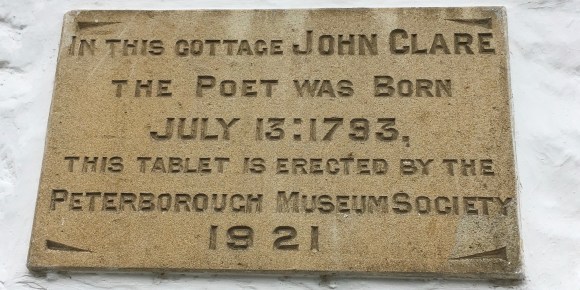 IN THIS COTTAGE JOHN CLARE
THE POET WAS BORN
JULY 13:1793.
THIS TABLET IS ERECTED BY THE
PETERBOROUGH MUSEUM SOCIETY
1921